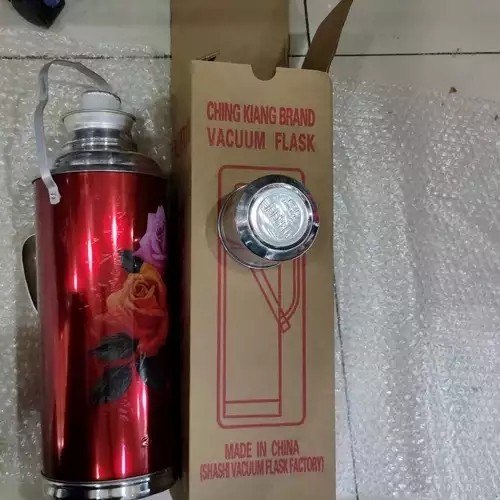 CHING KIANG BRAND
VACUUM FLASK
MADE IN CHINA
(SHASHI VACUUM FLASK FACTORY)